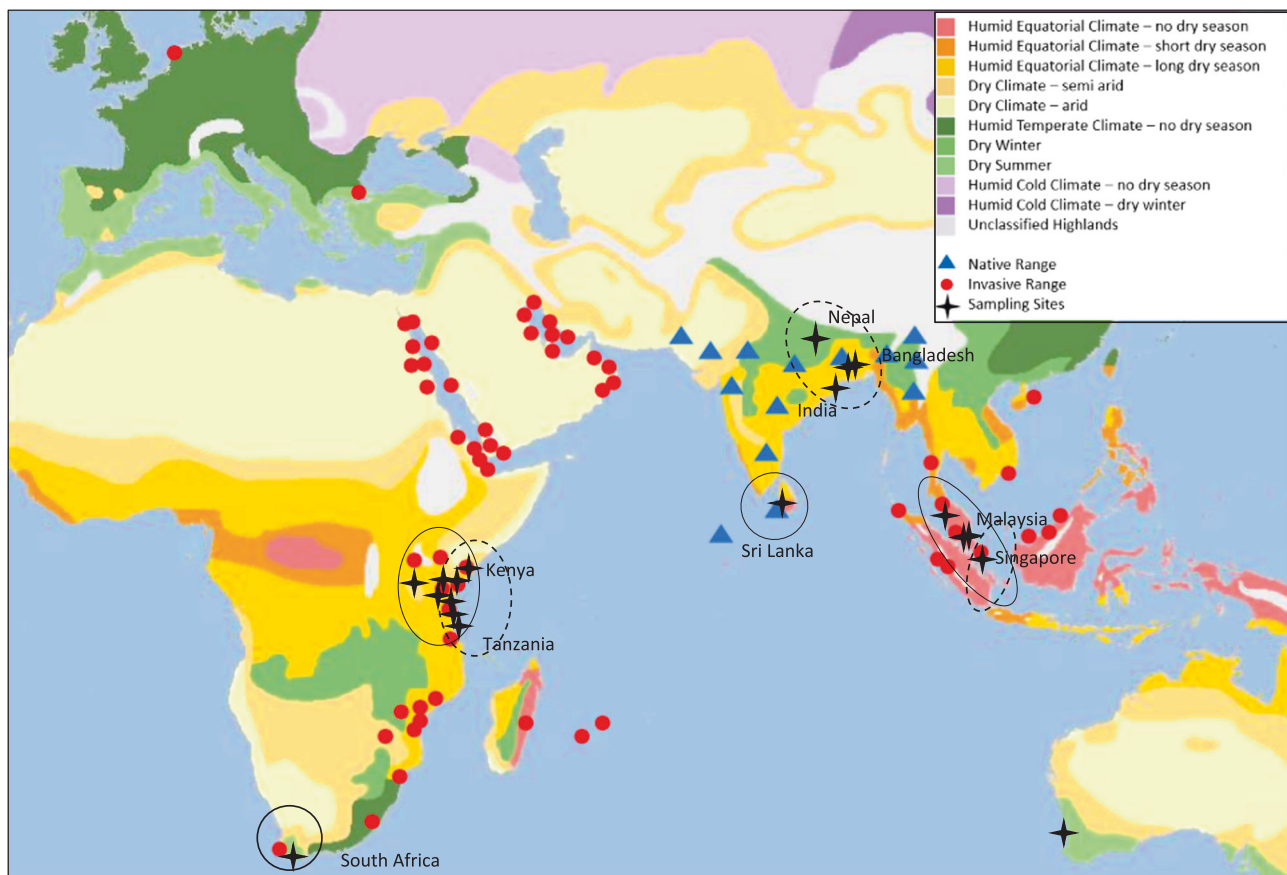 Humid Equatorial Climate – no dry season
Humid Equatorial Climate – short dry season
Humid Equatorial Climate – long dry season
Dry Climate – semi arid
Dry Climate – arid
Humid Temperate Climate – no dry season
Dry Winter
Dry Summer
Humid Cold Climate – no dry season
Humid Cold Climate – dry winter
Unclassified Highlands
Native Range
Invasive Range
Sampling Sites
Nepal
Bangladesh
India
Sri Lanka
Malaysia
Singapore
Kenya
Tanzania
South Africa